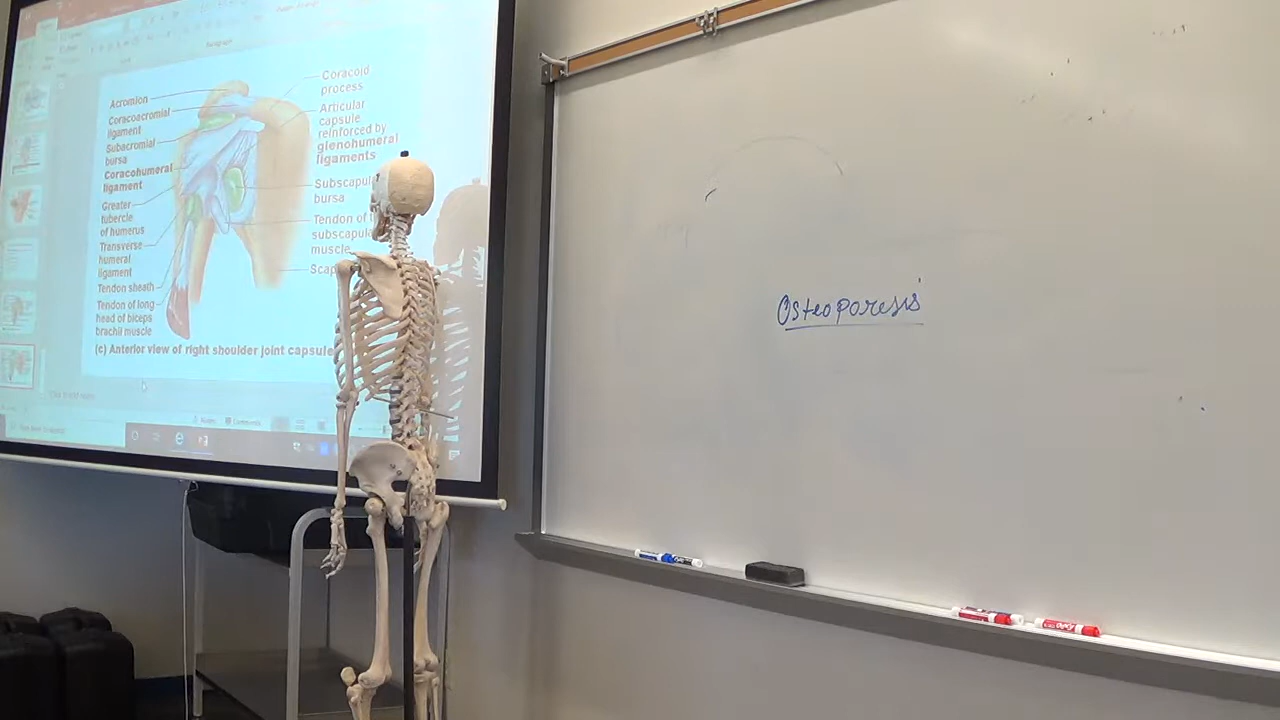 Coracoid
process
Acromion
Coracoacromial
ligament
Subacromial
bursa
Coracohumeral
ligament
Greater
tubercle
of humerus
Transverse
humeral
ligament
Tendon sheath
Tendon of long
head of biceps
brachii muscle
Articular
capsule
reinforced by
glenohumeral
ligaments
Subscapul
bursa
Tendon of
subscapula
muscle
Scap
(c) Anterior view of right shoulder joint capsule
Osteoporesis